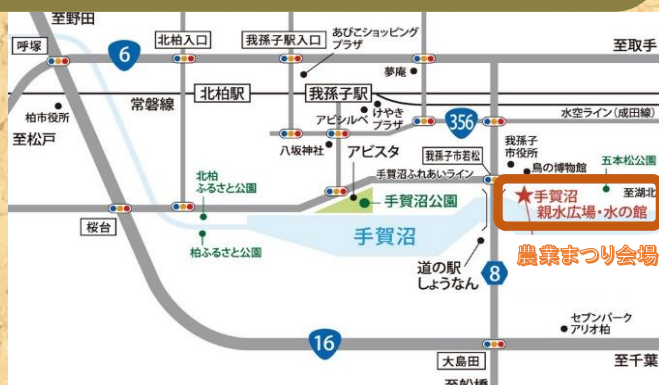 至野田
呼塚
6
北柏入口
我孫子駅入口
あびこショッピング
プラザ
至取手
夢庵
北柏駅
我孫子駅
常磐線
柏市役所
アビシルベ
けやき
プラザ
356
水空ライン(成田線)
至松戸
八坂神社
アビスタ
我孫子市若松
我孫子
市役所
鳥の博物館
五本松公園
手賀沼ふれあいライン
北柏
ふるさと公園
手賀沼公園
★手賀沼
親水広場・水の館
至湖北
桜台
柏ふるさと公園
手賀沼
農業まつり会場
道の駅
しょうなん
8
セブンパーク
アリオ柏
16
大島田
至千葉
至船橋